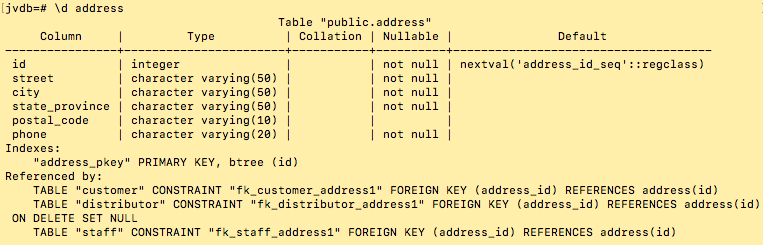 [jvdb=# \d address                                                              ]
                                       Table "public.address"
     Column     |         Type          | Collation | Nullable |               Default
----------------+-----------------------+-----------+----------+-------------------------------------
 id             | integer               |           | not null | nextval('address_id_seq'::regclass)
 street         | character varying(50) |           | not null |
 city           | character varying(50) |           | not null |
 state_province | character varying(50) |           | not null |
 postal_code    | character varying(10) |           |          |
 phone          | character varying(20) |           | not null |
Indexes:
    "address_pkey" PRIMARY KEY, btree (id)
Referenced by:
    TABLE "customer" CONSTRAINT "fk_customer_address1" FOREIGN KEY (address_id) REFERENCES address(id)
    TABLE "distributor" CONSTRAINT "fk_distributor_address1" FOREIGN KEY (address_id) REFERENCES address(id)
 ON DELETE SET NULL
    TABLE "staff" CONSTRAINT "fk_staff_address1" FOREIGN KEY (address_id) REFERENCES address(id)